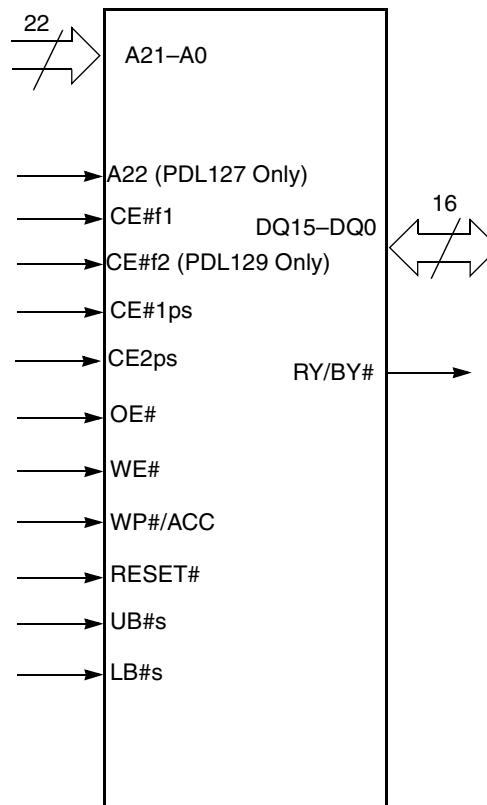 22
A21–A0
A22 (PDL127 Only)
CE#f1
16
DQ15–DQ0
CE#f2 (PDL129 Only)
CE#1ps
CE2ps
RY/BY#
OE#
WE#
WP#/ACC
RESET#
UB#s
LB#s